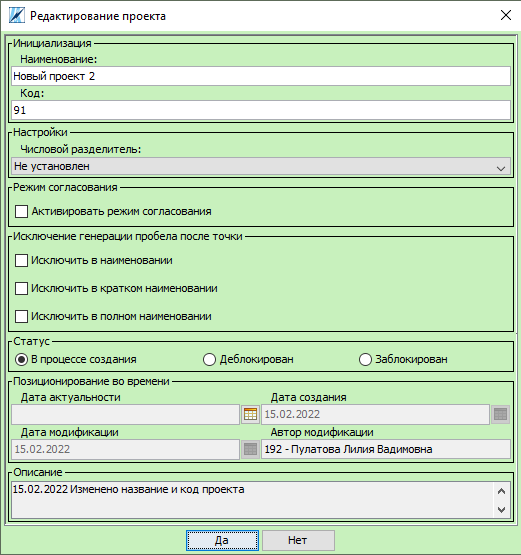 Редактирование проекта
Инициализация
Наименование:
Новый проект 2
Код:
91
Настройки
Числовой разделитель:
Не установлен
Режим согласования
Активировать режим согласования
Исключение генерации пробела после точки
Исключить в наименовании
Исключить в кратком наименовании
Исключить в полном наименовании
Статус
В процессе создания Деблокирован Заблокирован
Позиционирование во времени
Дата актуальности Дата создания
15.02.2022
Дата модификации Автор модификации
15.02.2022 192 - Пулатова Лилия Вадимовна
Описание
15.02.2022 Изменено название и код проекта
Да Нет